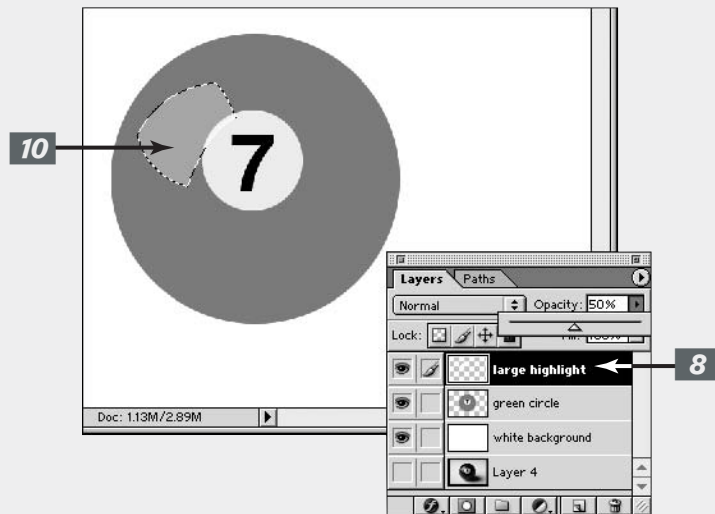 10
7
Layers Paths
Normal Opacity: 50%
Lock:
large highlight
8
green circle
white background
Layer 4
Doc: 1.13M/2.89M